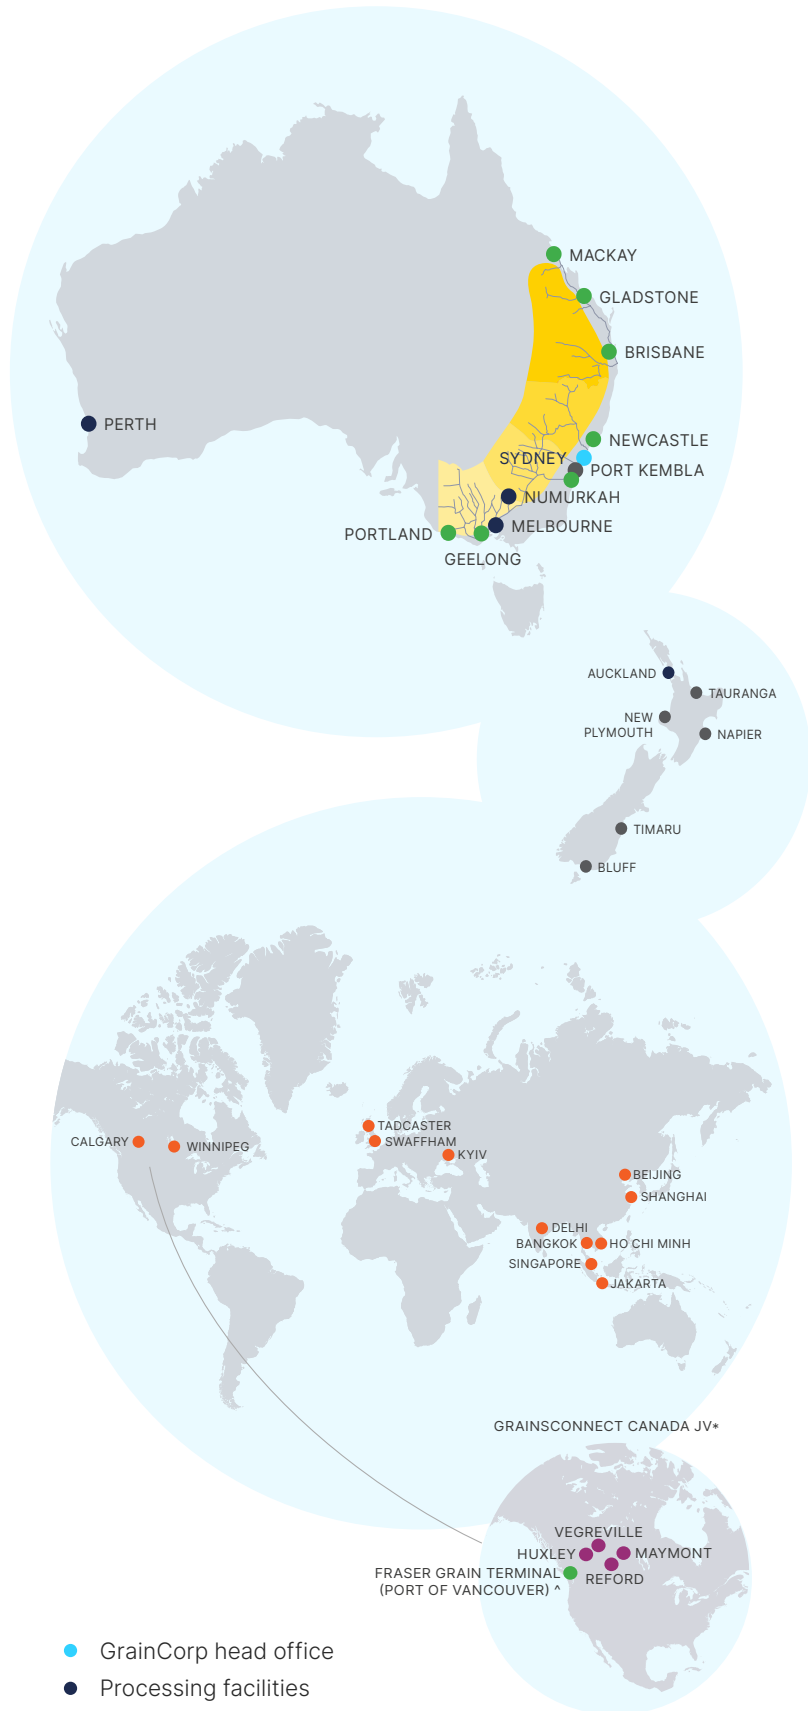 MACKAY
GLADSTONE
BRISBANE
PERTH
NEWCASTLE
SYDNEY
PORT KEMBLA
NUMURKAH
MELBOURNE
PORTLAND
GEELONG
AUCKLAND
TAURANGA
NEW
PLYMOUTH
NAPIER
TIMARU
BLUFF
TADCASTER
CALGARY
WINNIPEG
SWAFFHAM
KYIV
BEIJING
SHANGHAI
DELHI
BANGKOK
HO CHI MINH
SINGAPORE
JAKARTA
GRAINSCONNECT CANADA JV*
VEGREVILLE
HUXLEY
MAYMONT
FRASER GRAIN TERMINAL
(PORT OF VANCOUVER) ^
REFORD
GrainCorp head office
Processing facilities